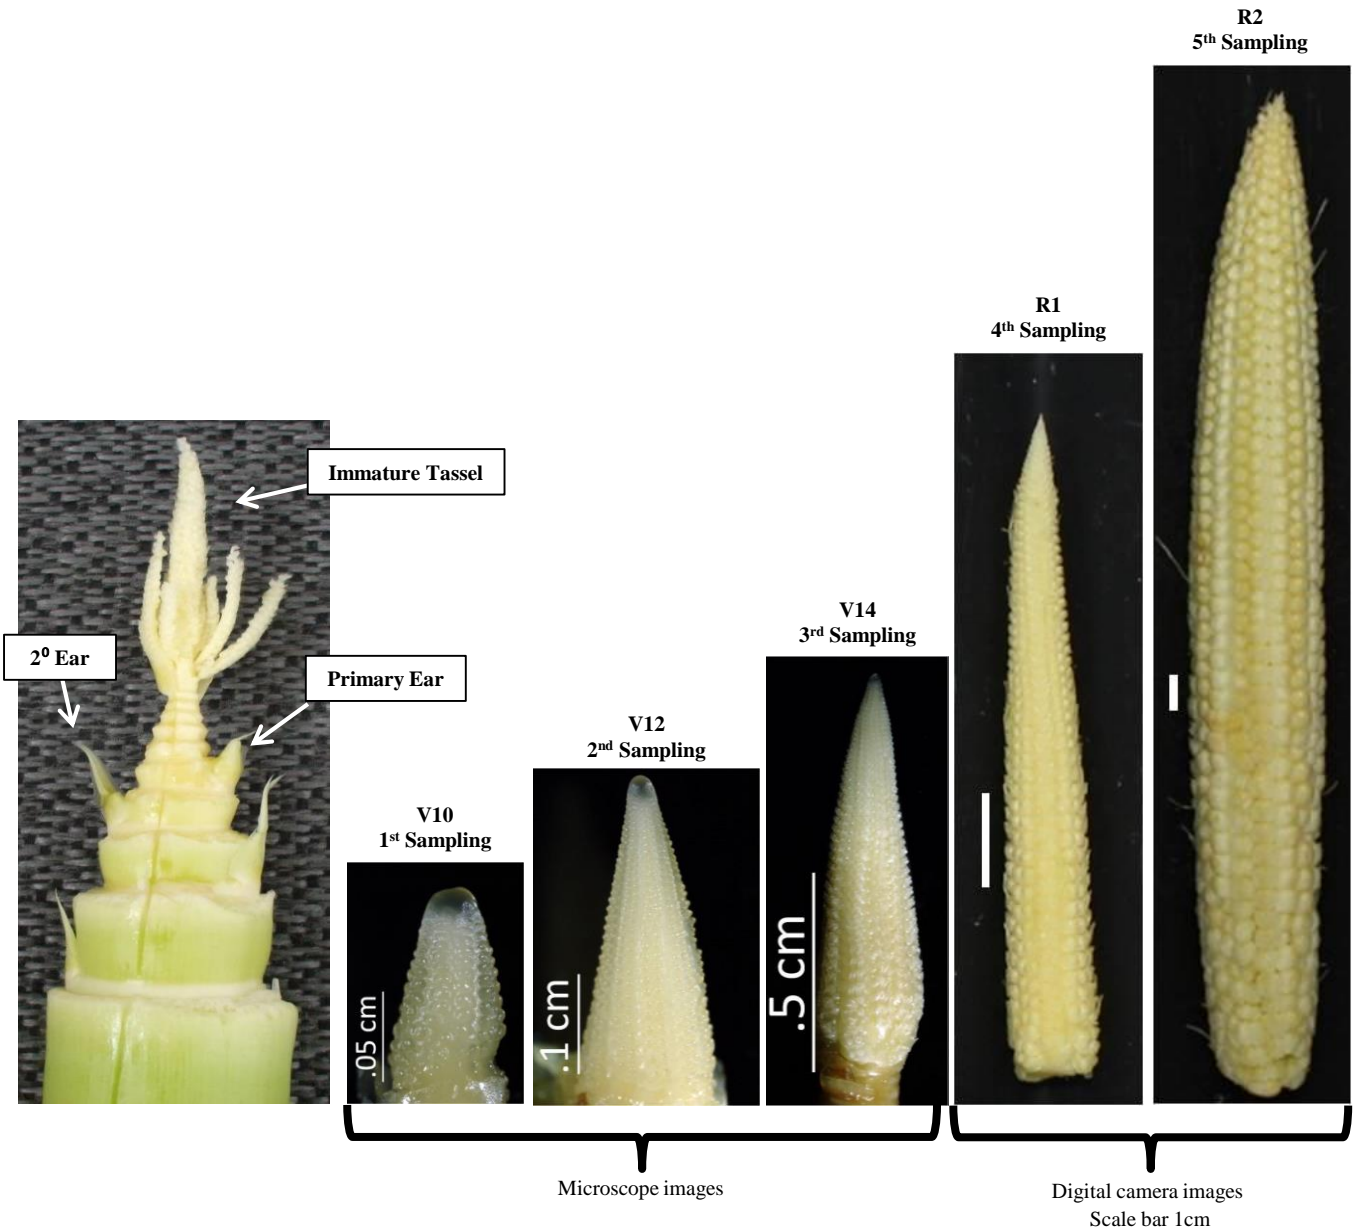 R2
5th Sampling
R1
4th Sampling
Immature Tassel
V14
3rd Sampling
2⁰ Ear
Primary Ear
V12
2nd Sampling
V10
1st Sampling
.05 cm
.1 cm
.5 cm
Microscope images
Digital camera images
Scale bar 1cm